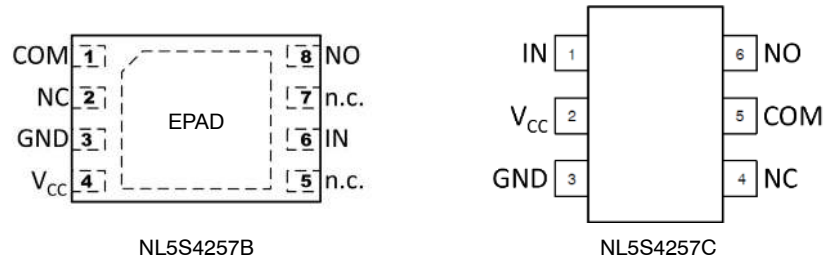 COM 1 8 NO
NC 2 7 n.c.
EPAD
GND 3 6 IN
VCC 4 5 n.c.
NL5S4257B
IN 1 6 NO
VCC 2 5 COM
GND 3 4 NC
NL5S4257C